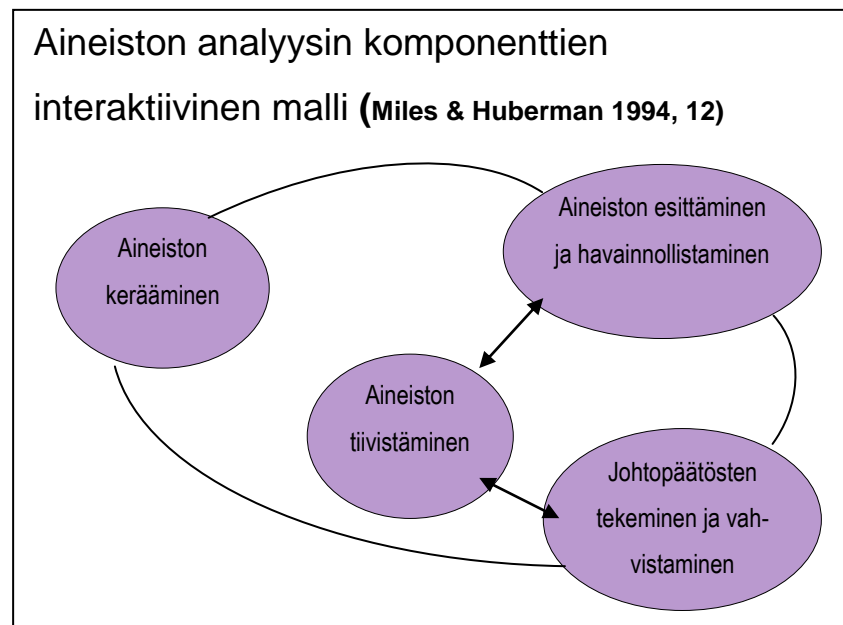 Aineiston analyysin komponenttien
interaktiivinen malli (Miles & Huberman 1994, 12)
Aineiston
kerääminen
Aineiston esittäminen
ja havainnollistaminen
Aineiston
tiivistäminen
Johtopäätösten
tekeminen ja vah-
vistaminen